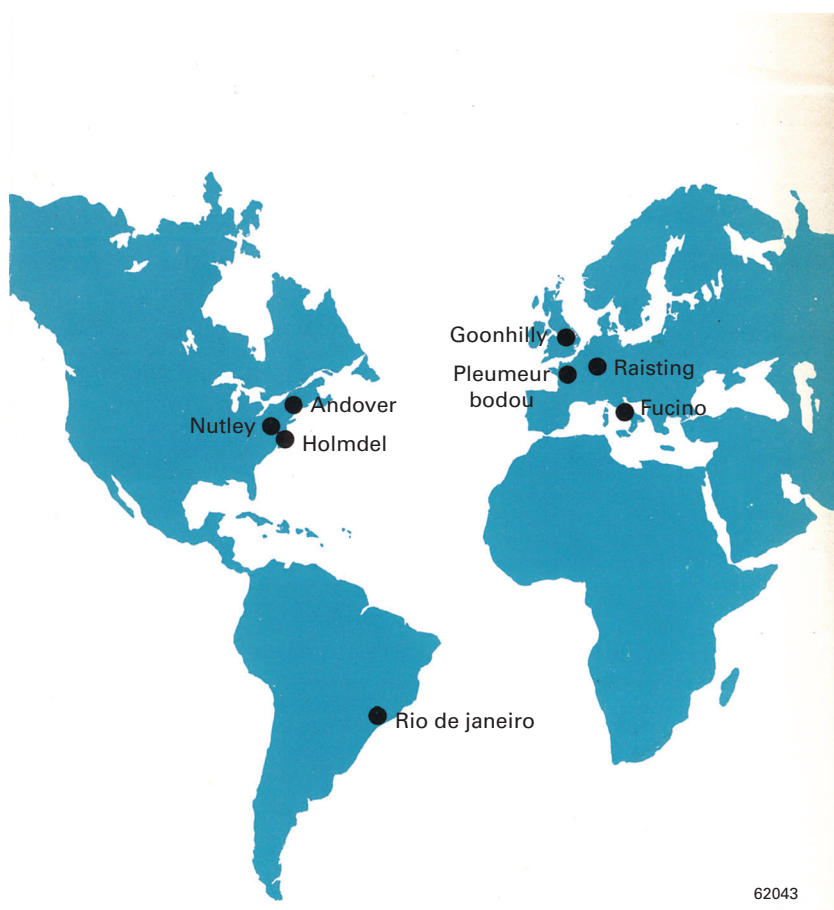 Goonhilly
Pleumeur
bodou
Raisting
Fucino
Andover
Nutley
Holmdel
Rio de janeiro
62043